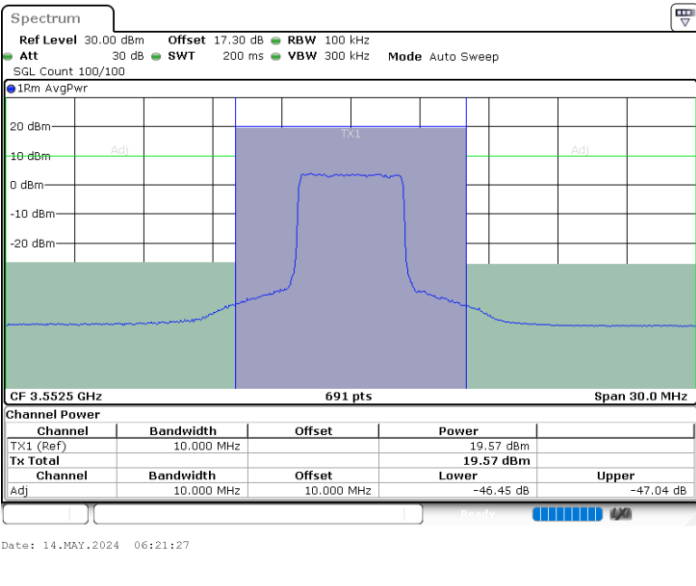 Spectrum
Ref Level 30.00 dBm Offset 17.30 dB RBW 100 kHz
Att 30 dB SWT 200 ms VBW 300 kHz Mode Auto Sweep
SGL Count 100/100
1Rm AvgPwr
20 dBm
TX1
Adj Adj
10 dBm
0 dBm
-10 dBm
-20 dBm
CF 3.5525 GHz 691 pts Span 30.0 MHz
Channel Power
Channel Bandwidth Offset Power
TX1 (Ref) 10.000 MHz 19.57 dBm
Tx Total 19.57 dBm
Channel Bandwidth Offset Lower Upper
Adj 10.000 MHz 10.000 MHz -46.45 dB -47.04 dB
Ready
Date: 14.MAY.2024 06:21:27